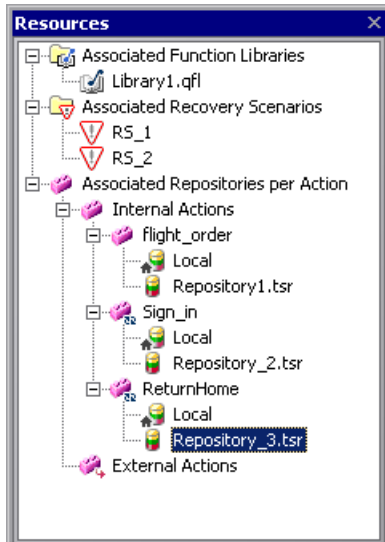 Resources
Associated Function Libraries
Library1.qfl
Associated Recovery Scenarios
RS_1
RS_2
Associated Repositories per Action
Internal Actions
flight_order
Local
Repository1.tsr
Sign_in
Local
Repository_2.tsr
ReturnHome
Local
Repository_3.tsr
External Actions